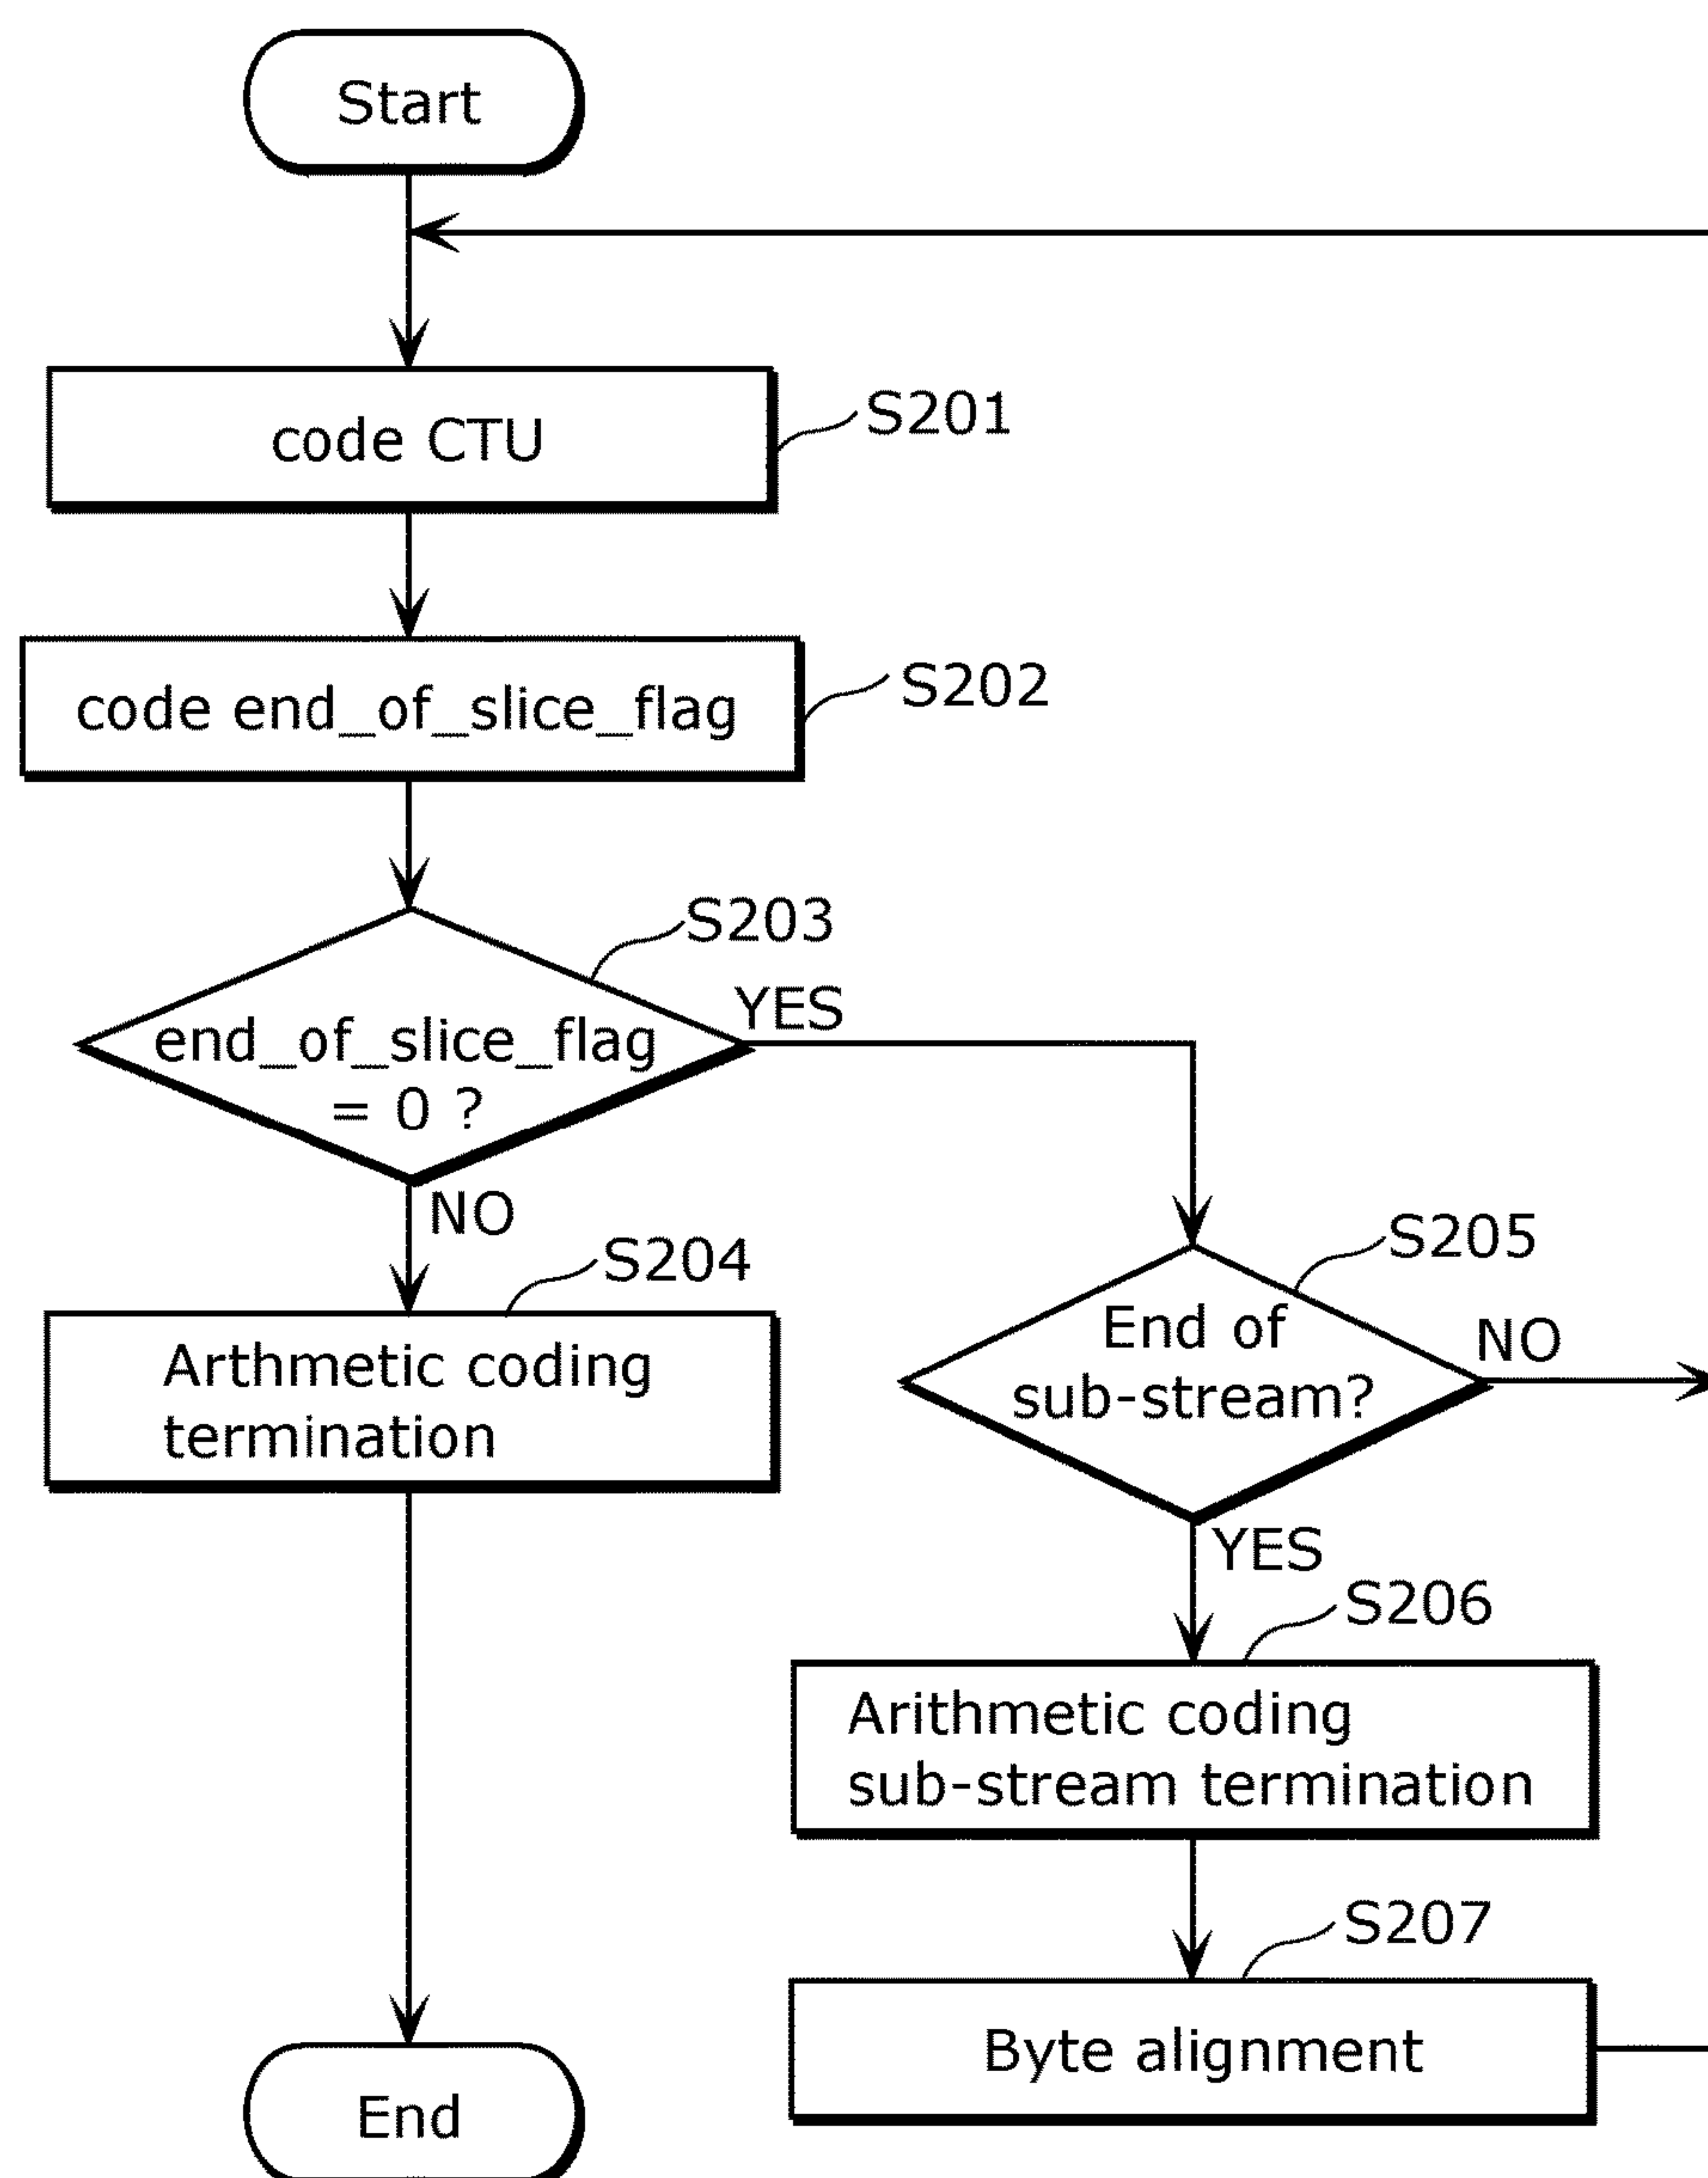 Start
code CTU
S201
code end_of_slice_flag
S202
S203
YES
end_of_slice_flag
= 0 ?
NO
S204
Arthmetic coding
termination
S205
End of
sub-stream?
NO
YES
S206
Arithmetic coding
sub-stream termination
S207
Byte alignment
End